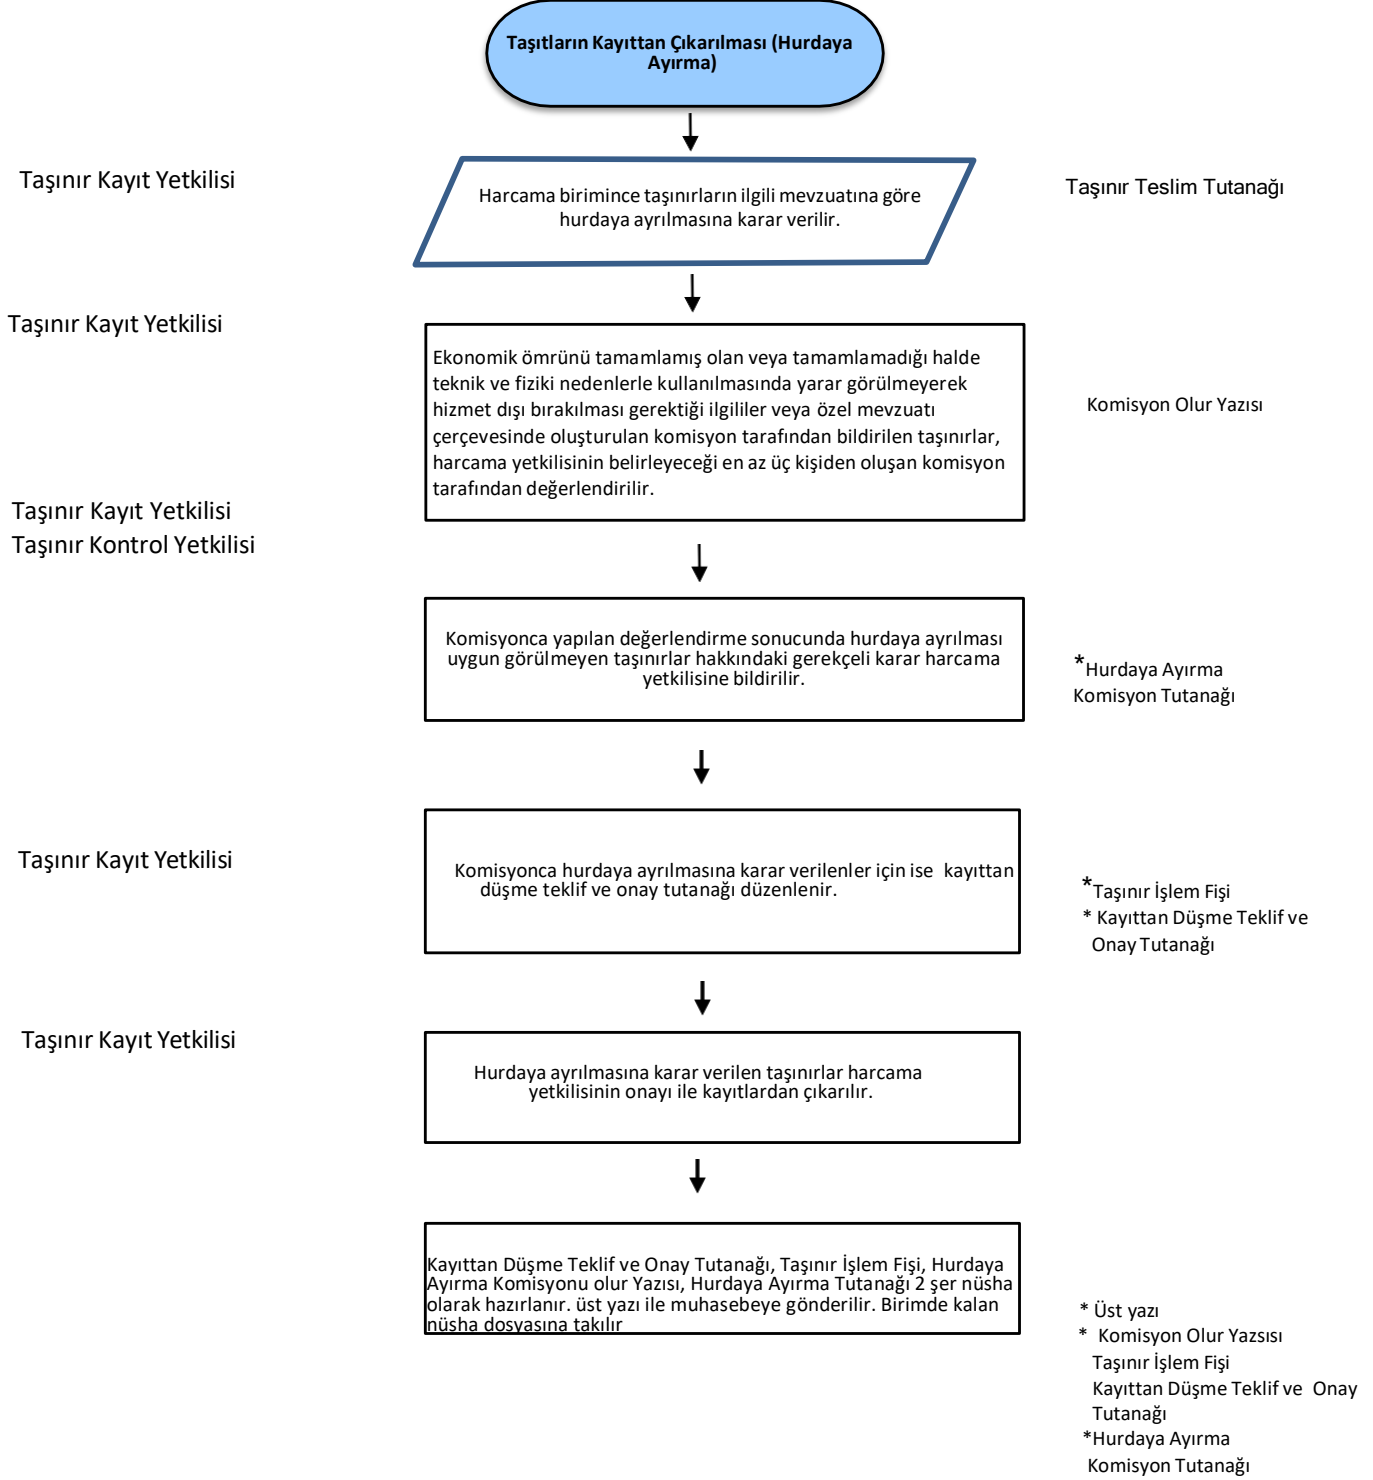 Taşıtların Kayıttan Çıkarılması (Hurdaya
Ayırma)
Taşınır Kayıt Yetkilisi
Harcama birimince taşınırların ilgili mevzuatına göre
hurdaya ayrılmasına karar verilir.
Taşınır Teslim Tutanağı
Taşınır Kayıt Yetkilisi
Ekonomik ömrünü tamamlamış olan veya tamamlamadığı halde
teknik ve fiziki nedenlerle kullanılmasında yarar görülmeyerek
hizmet dışı bırakılması gerektiği ilgililer veya özel mevzuatı
çerçevesinde oluşturulan komisyon tarafından bildirilen taşınırlar,
harcama yetkilisinin belirleyeceği en az üç kişiden oluşan komisyon
tarafından değerlendirilir.
Komisyon Olur Yazısı
Taşınır Kayıt Yetkilisi
Taşınır Kontrol Yetkilisi
Komisyonca yapılan değerlendirme sonucunda hurdaya ayrılması
uygun görülmeyen taşınırlar hakkındaki gerekçeli karar harcama
yetkilisine bildirilir.
*Hurdaya Ayırma
Komisyon Tutanağı
Taşınır Kayıt Yetkilisi
Komisyonca hurdaya ayrılmasına karar verilenler için ise kayıttan
düşme teklif ve onay tutanağı düzenlenir.
*Taşınır İşlem Fişi
* Kayıttan Düşme Teklif ve
Onay Tutanağı
Taşınır Kayıt Yetkilisi
Hurdaya ayrılmasına karar verilen taşınırlar harcama
yetkilisinin onayı ile kayıtlardan çıkarılır.
Kayıttan Düşme Teklif ve Onay Tutanağı, Taşınır İşlem Fişi, Hurdaya
Ayırma Komisyonu olur Yazısı, Hurdaya Ayırma Tutanağı 2 şer nüsha
olarak hazırlanır. üst yazı ile muhasebeye gönderilir. Birimde kalan
nüsha dosyasına takılır
* Üst yazı
* Komisyon Olur Yazsısı
Taşınır İşlem Fişi
Kayıttan Düşme Teklif ve Onay
Tutanağı
*Hurdaya Ayırma
Komisyon Tutanağı